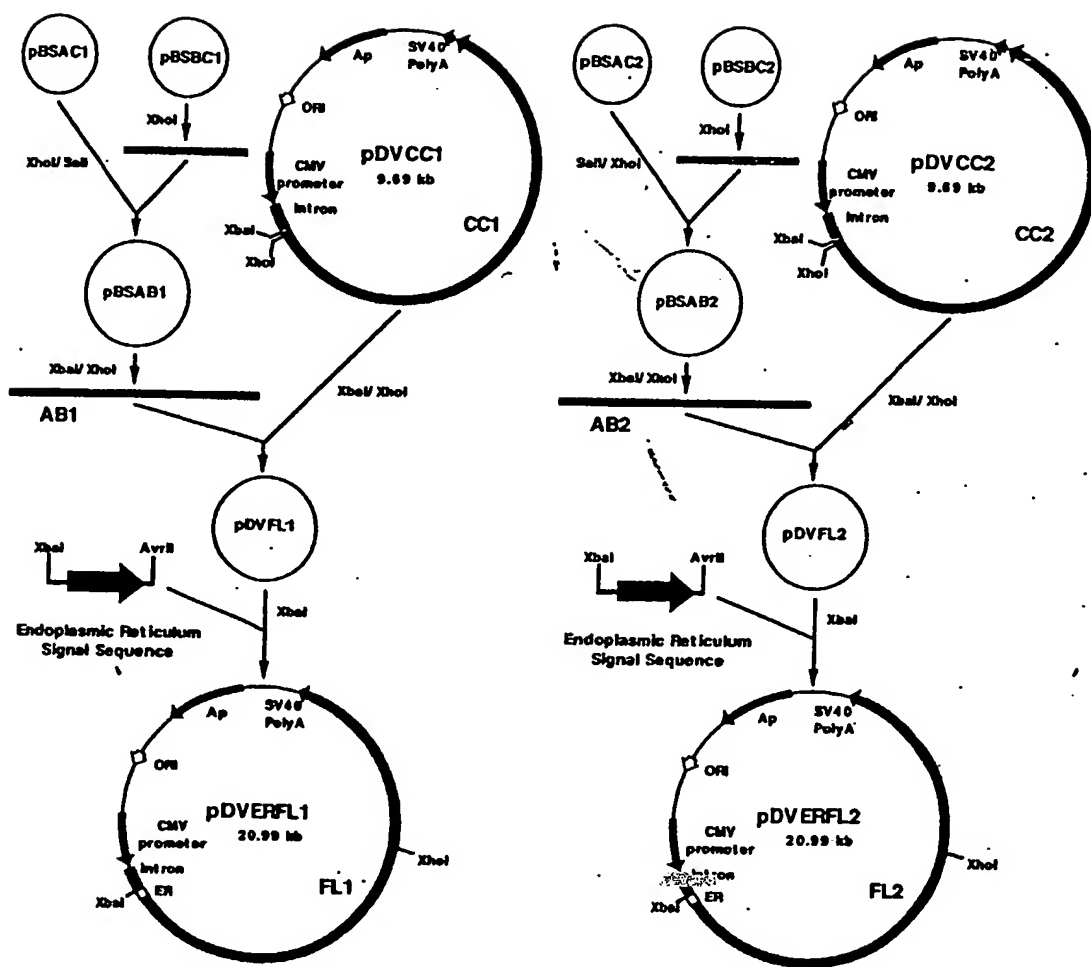 pBSAC1
pBSBC1
XhoI
XhoI/ SalI
pBSAB1
XbaI/ XhoI
AB1
Ap
SV40
PolyA
ORI
pDVCC1
9.69 kb
CMV
promoter
Intron
XbaI
XhoI
CC1
XbaI/ XhoI
pDVFL1
XbaI
AvrII
Endoplasmic Reticulum
Signal Sequence
XbaI
Ap
SV40
PolyA
ORI
pDVERFL1
20.99 kb
CMV
promoter
Intron
XbaI
ER
FL1
XhoI
pBSAC2
pBSBC2
XhoI
SalI/ XhoI
pBSAB2
XbaI/ XhoI
AB2
Ap
SV40
PolyA
ORI
pDVCC2
9.69 kb
CMV
promoter
Intron
XbaI
XhoI
CC2
XbaI/ XhoI
pDVFL2
XbaI
AvrII
Endoplasmic Reticulum
Signal Sequence
XbaI
Ap
SV40
PolyA
ORI
pDVERFL2
20.99 kb
CMV
promoter
Intron
XbaI
ER
FL2
XhoI